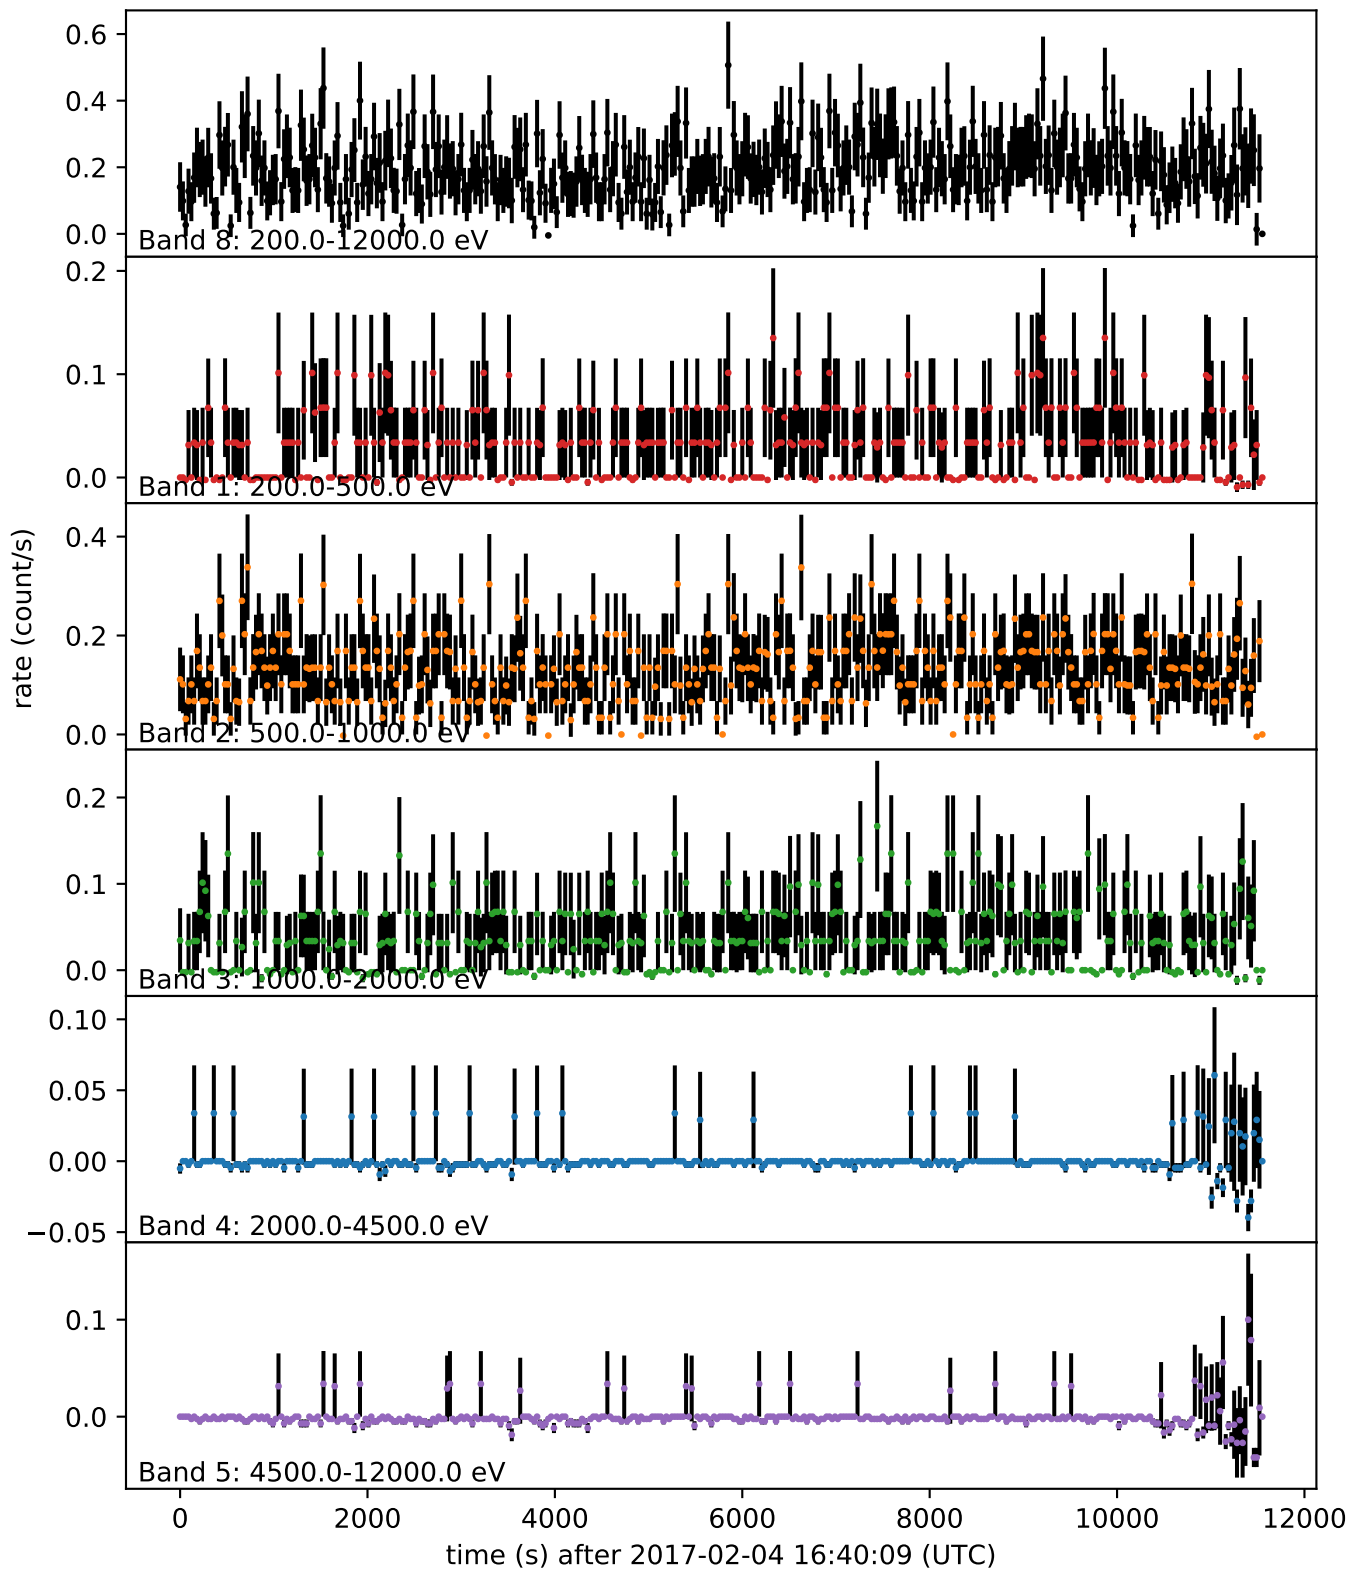 0.6
0.4
0.2
0.0
Band 8: 200.0-12000.0 eV
0.2
0.1
0.0
Band 1: 200.0-500.0 eV
0.4
0.2
0.0
Band 2: 500.0-1000.0 eV
rate (count/s)
0.2
0.1
0.0
Band 3: 1000.0-2000.0 eV
0.10
0.05
0.00
−0.05
Band 4: 2000.0-4500.0 eV
0.1
0.0
Band 5: 4500.0-12000.0 eV
0 2000 4000 6000 8000 10000 12000
time (s) after 2017-02-04 16:40:09 (UTC)